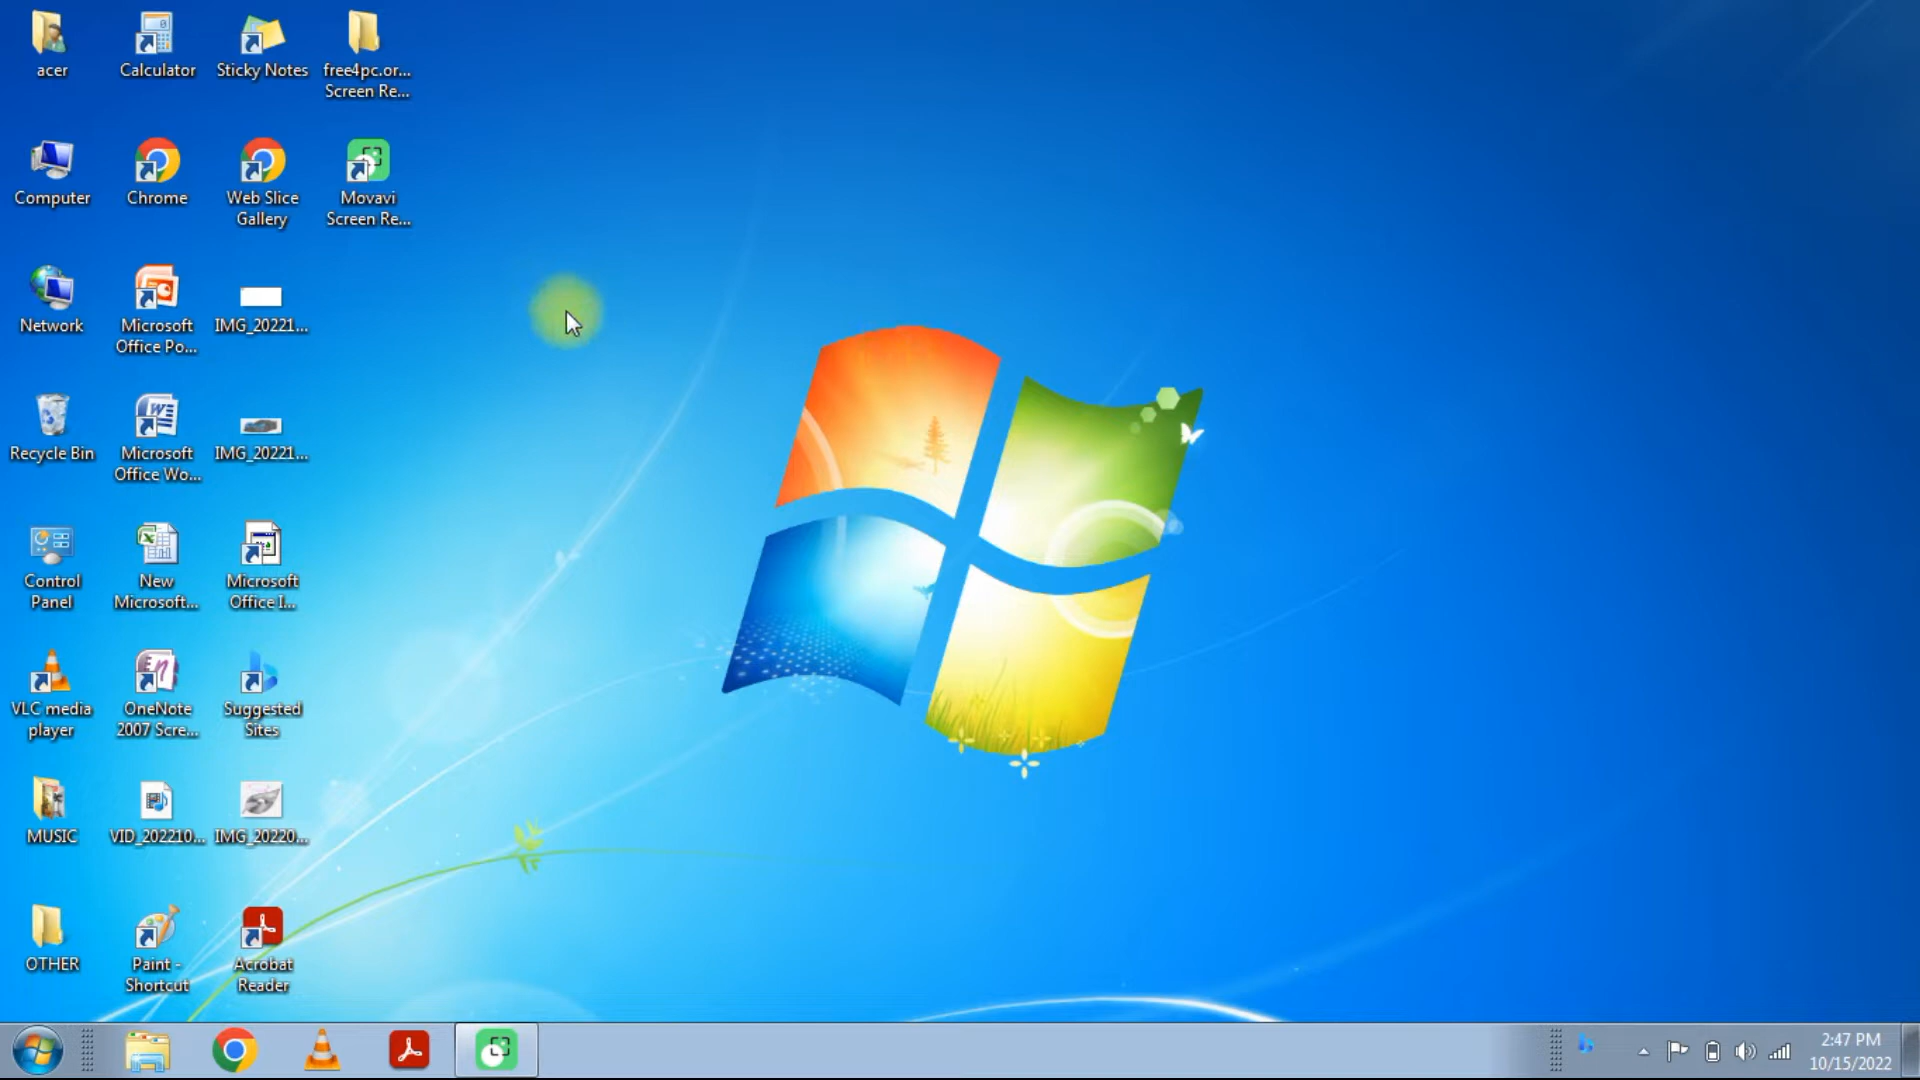 acer
Calculator
Sticky Notes
free4pc.or...
Screen Re...
Computer
Chrome
Web Slice
Gallery
Movavi
Screen Re...
Network
Microsoft
Office Po...
IMG_20221...
Recycle Bin
Microsoft
Office Wo...
IMG_20221...
Control
Panel
New
Microsoft...
Microsoft
Office I...
VLC media
player
OneNote
2007 Scre...
Suggested
Sites
MUSIC
VID_202210...
IMG_20220...
OTHER
Paint -
Shortcut
Acrobat
Reader
2:47 PM
10/15/2022